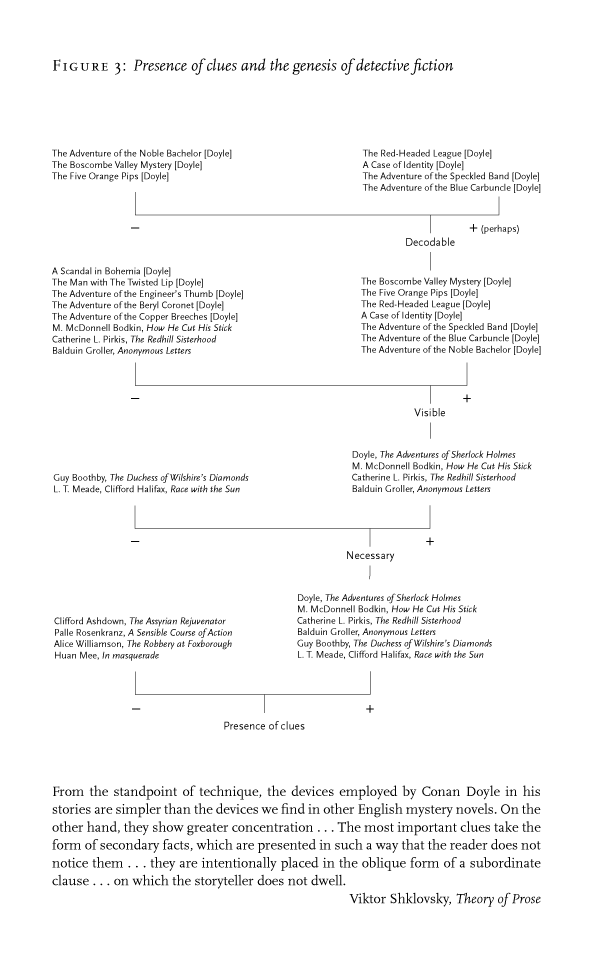 FIGURE 3: Presence of clues and the genesis of detective fiction
The Adventure of the Noble Bachelor [Doyle]
The Boscombe Valley Mystery [Doyle]
The Five Orange Pips [Doyle]
The Red-Headed League [Doyle]
A Case of Identity [Doyle]
The Adventure of the Speckled Band [Doyle]
The Adventure of the Blue Carbuncle [Doyle]
–
+ (perhaps)
Decodable
A Scandal in Bohemia [Doyle]
The Man with The Twisted Lip [Doyle]
The Adventure of the Engineer's Thumb [Doyle]
The Adventure of the Beryl Coronet [Doyle]
The Adventure of the Copper Breeches [Doyle]
M. McDonnell Bodkin, How He Cut His Stick
Catherine L. Pirkis, The Redhill Sisterhood
Balduin Groller, Anonymous Letters
The Boscombe Valley Mystery [Doyle]
The Five Orange Pips [Doyle]
The Red-Headed League [Doyle]
A Case of Identity [Doyle]
The Adventure of the Speckled Band [Doyle]
The Adventure of the Blue Carbuncle [Doyle]
The Adventure of the Noble Bachelor [Doyle]
–
+
Visible
Guy Boothby, The Duchess of Wilshire's Diamonds
L. T. Meade, Clifford Halifax, Race with the Sun
Doyle, The Adventures of Sherlock Holmes
M. McDonnell Bodkin, How He Cut His Stick
Catherine L. Pirkis, The Redhill Sisterhood
Balduin Groller, Anonymous Letters
–
+
Necessary
Clifford Ashdown, The Assyrian Rejuvenator
Palle Rosenkranz, A Sensible Course of Action
Alice Williamson, The Robbery at Foxborough
Huan Mee, In masquerade
Doyle, The Adventures of Sherlock Holmes
M. McDonnell Bodkin, How He Cut His Stick
Catherine L. Pirkis, The Redhill Sisterhood
Balduin Groller, Anonymous Letters
Guy Boothby, The Duchess of Wilshire's Diamonds
L. T. Meade, Clifford Halifax, Race with the Sun
–
+
Presence of clues
From the standpoint of technique, the devices employed by Conan Doyle in his
stories are simpler than the devices we find in other English mystery novels. On the
other hand, they show greater concentration . . . The most important clues take the
form of secondary facts, which are presented in such a way that the reader does not
notice them . . . they are intentionally placed in the oblique form of a subordinate
clause . . . on which the storyteller does not dwell.
Viktor Shklovsky, Theory of Prose